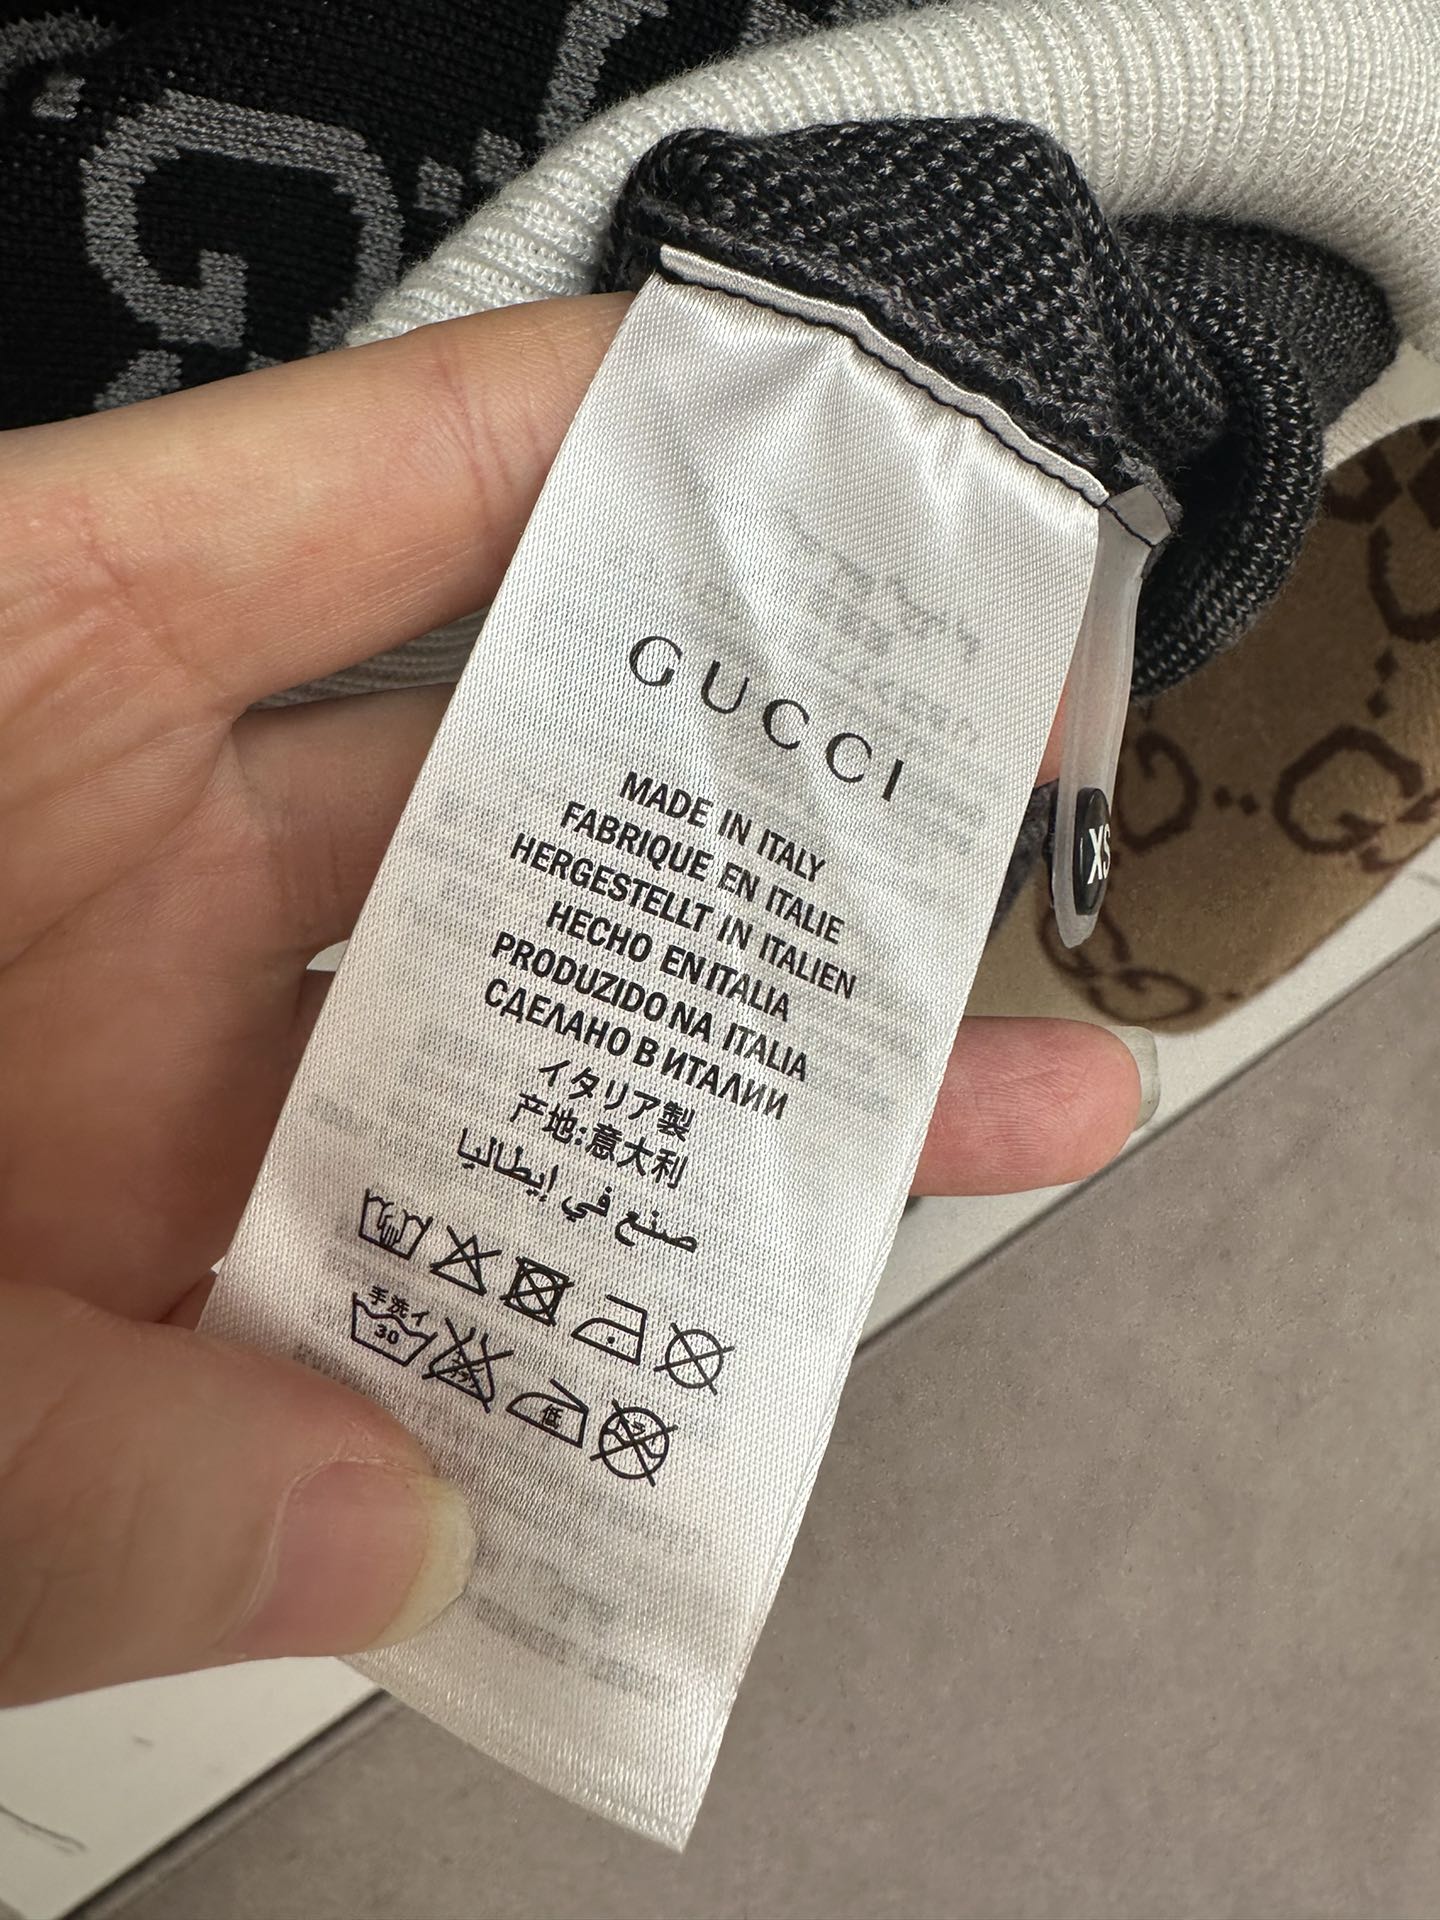 GUCCI
MADE IN ITALY
FABRIQUE EN ITALIE
HERGESTELLT IN ITALIEN
HECHO EN ITALIA
PRODUZIDO NA ITALIA
СДЕЛАНО В ИТАЛИИ
イタリア製
产地:意大利
صنع في إيطاليا
手洗イ
30
低
XS